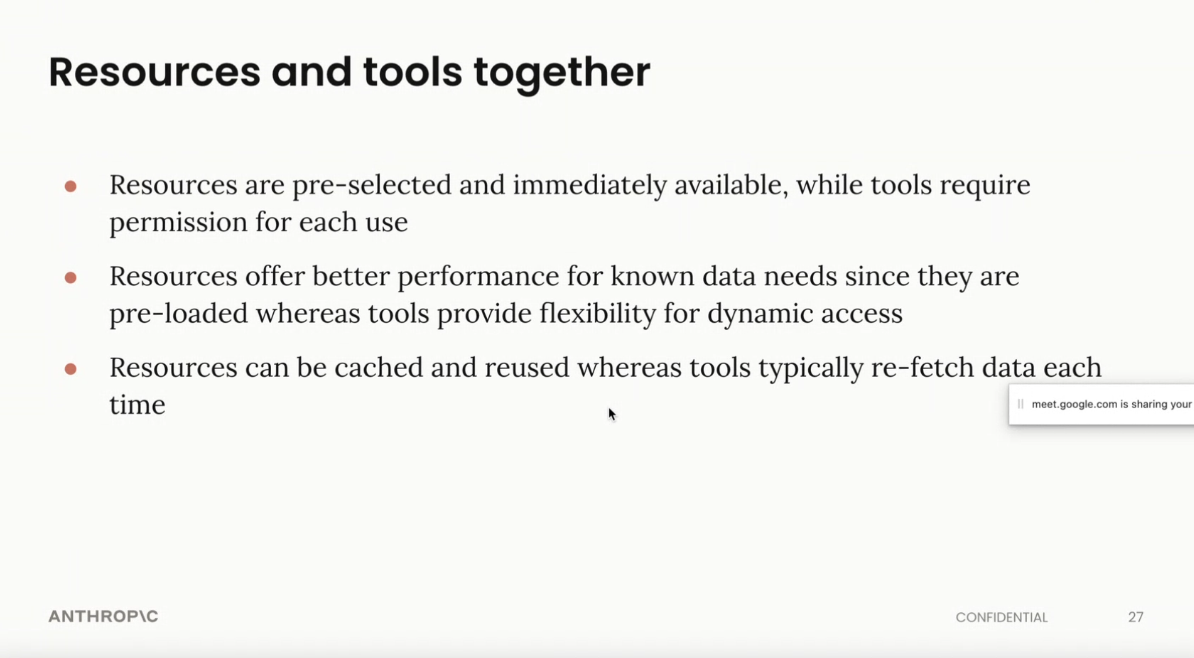 Resources and tools together
Resources are pre-selected and immediately available, while tools require
permission for each use
Resources offer better performance for known data needs since they are
pre-loaded whereas tools provide flexibility for dynamic access
Resources can be cached and reused whereas tools typically re-fetch data each
time
meet.google.com is sharing your
ANTHROP\C
CONFIDENTIAL
27